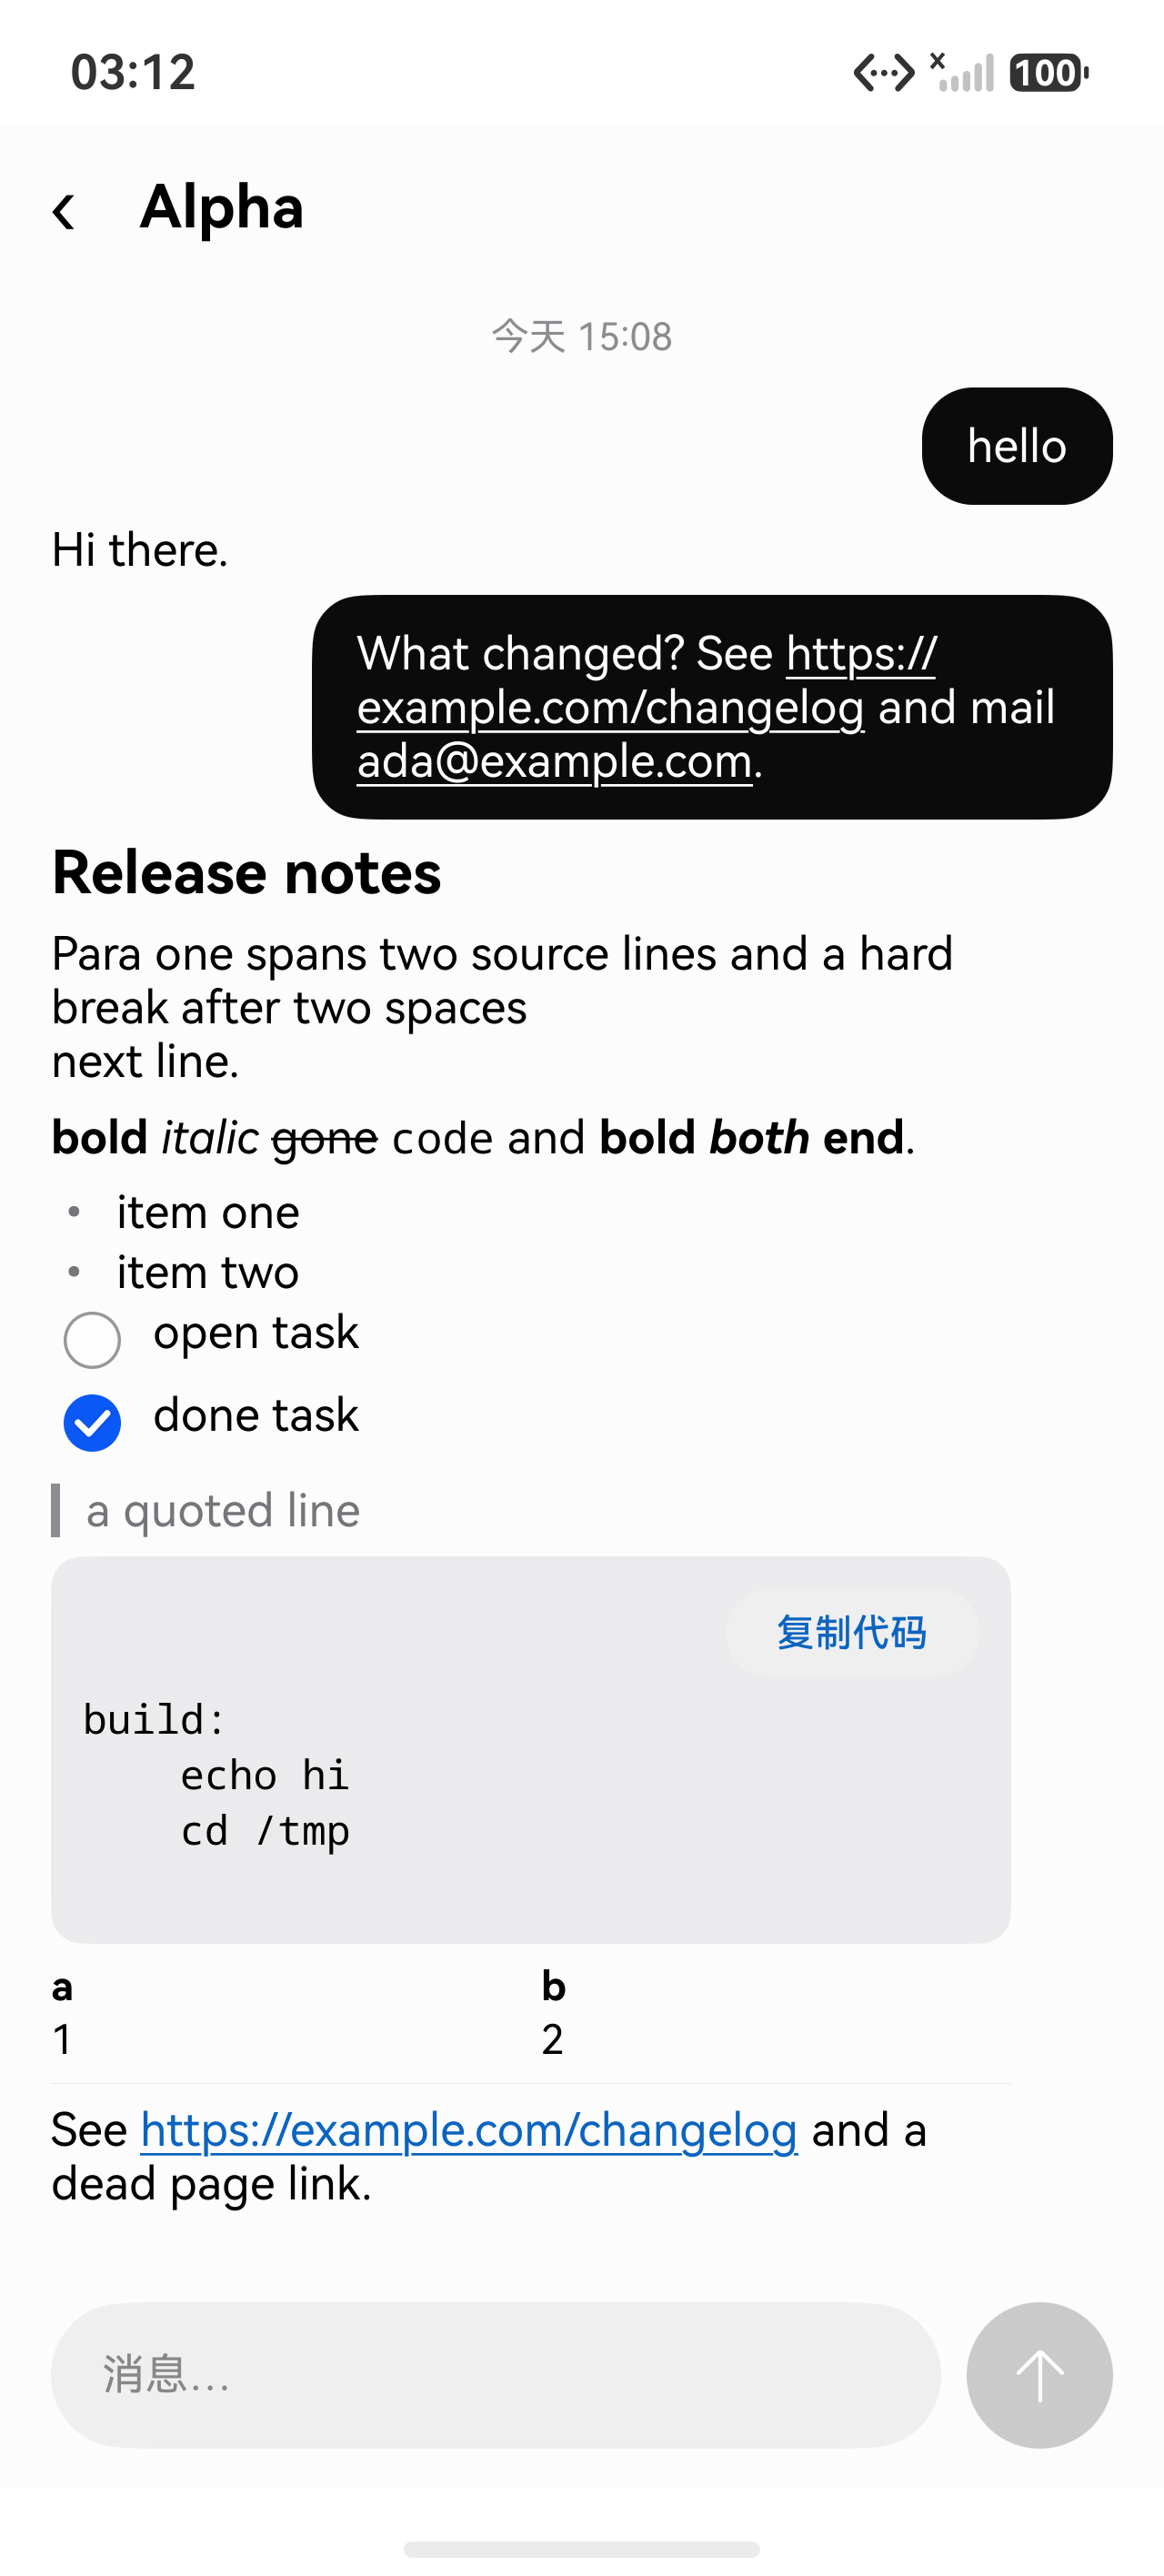 03:12
100
Alpha
今天 15:08
hello
Hi there.
What changed? See https://
example.com/changelog and mail
ada@example.com.
Release notes
Para one spans two source lines and a hard
break after two spaces
next line.
bold italic gone code and bold both end.
• item one
• item two
open task
done task
a quoted line
复制代码
build:
    echo hi
    cd /tmp
a b
1 2
See https://example.com/changelog and a
dead page link.
消息...